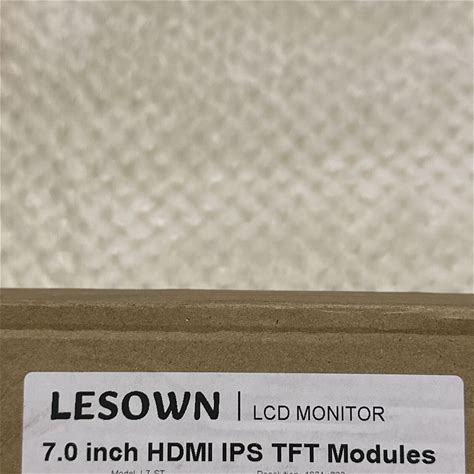 LESOWN | LCD MONITOR
7.0 inch HDMI IPS TFT Modules